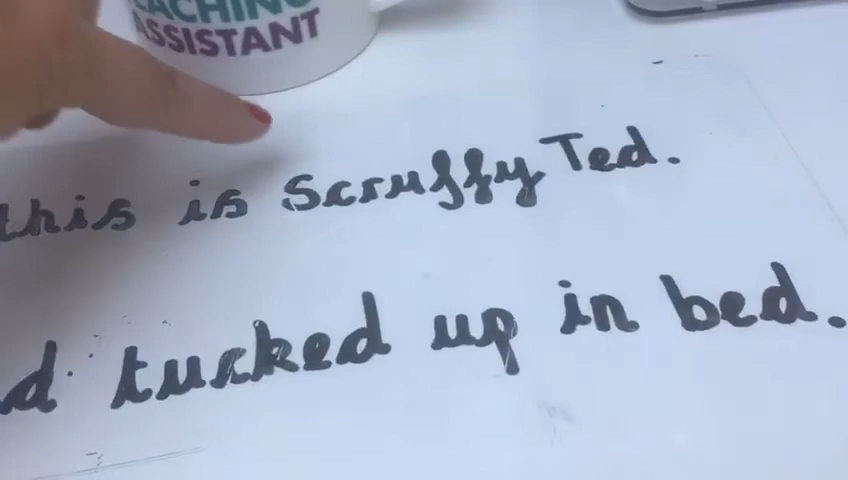 TEACHING
ASSISTANT
this is Scruffy Ted.
tucked up in bed.